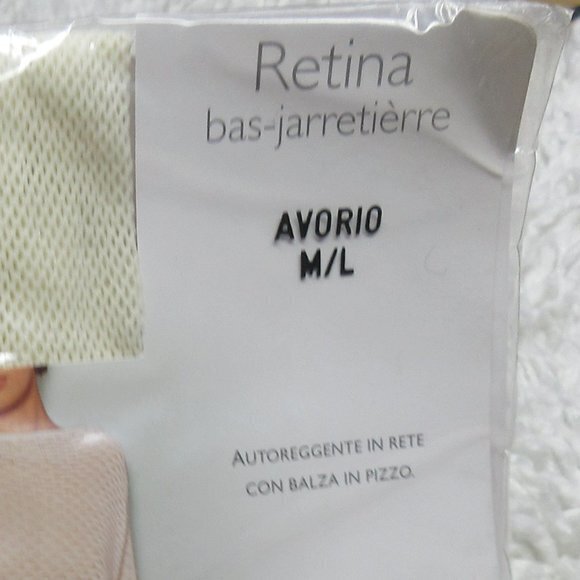 Retina
bas-jarretièrre
AVORIO
M/L
AUTOREGGENTE IN RETE
CON BALZA IN PIZZO.